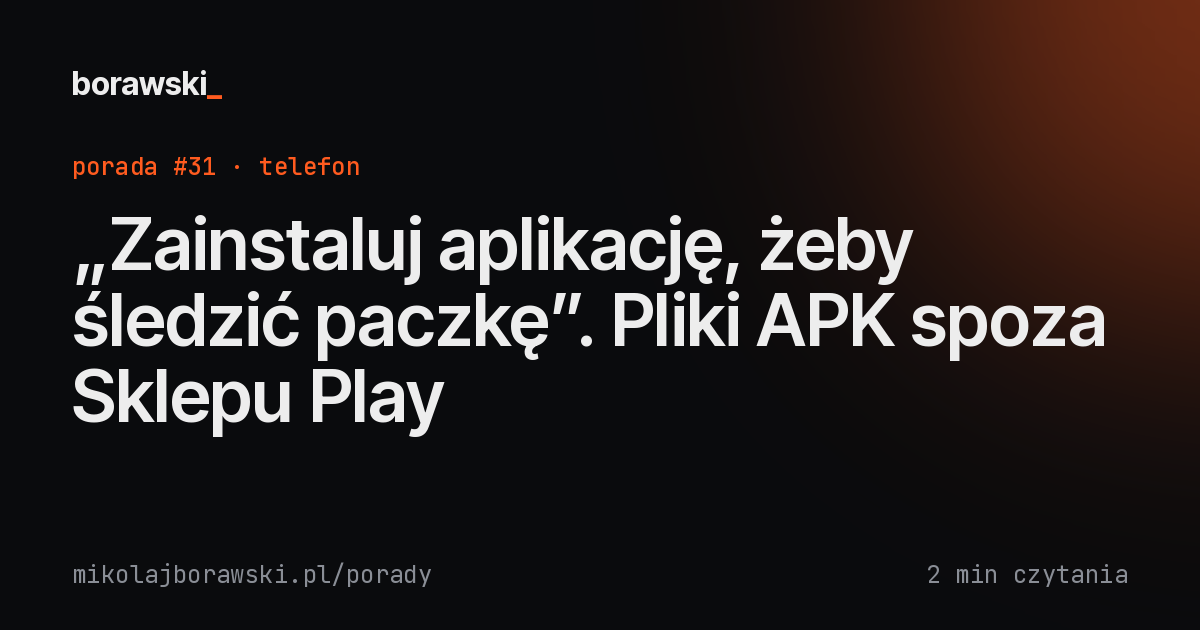 borawski_
porada #31 · telefon
„Zainstaluj aplikację, żeby
śledzić paczkę”. Pliki APK spoza
Sklepu Play
mikolajborawski.pl/porady
2 min czytania